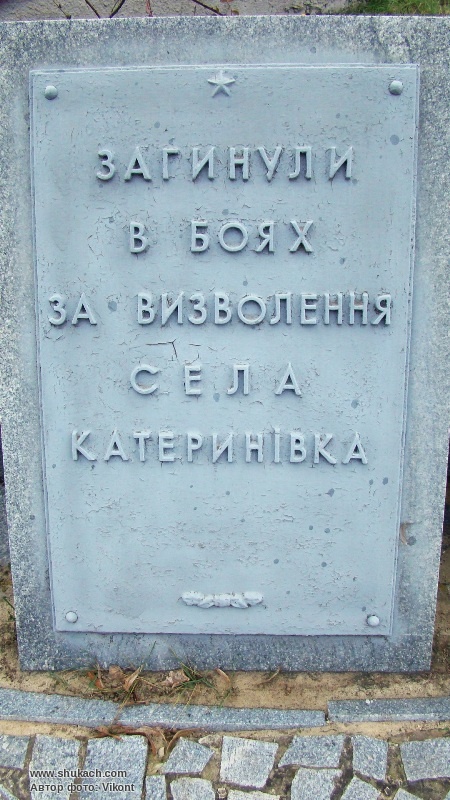 ЗАГИНУЛИ
В БОЯХ
ЗА ВИЗВОЛЕННЯ
СЕЛА
КАТЕРИНІВКА
www.shukach.com
Автор фото: Vikont